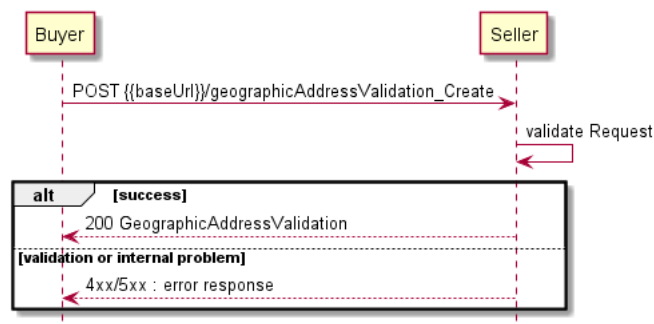 Buyer
Seller
POST {{baseUrl}}/geographicAddressValidation_Create
validate Request
alt
[success]
200 GeographicAddressValidation
[validation or internal problem]
4xx/5xx : error response